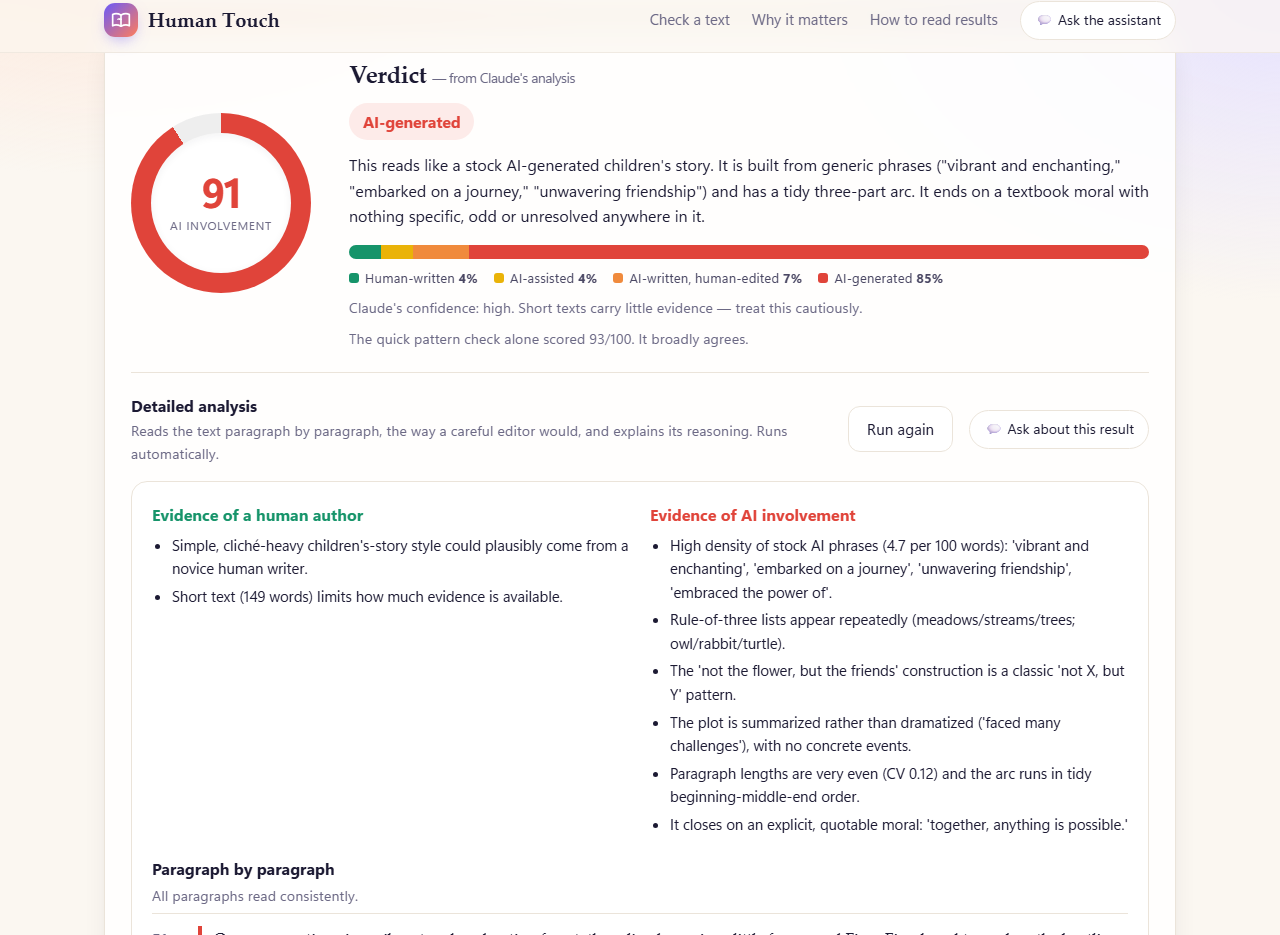 Human Touch
Check a text
Why it matters
How to read results
Ask the assistant
Verdict — from Claude's analysis
AI-generated
91
AI INVOLVEMENT
This reads like a stock AI-generated children's story. It is built from generic phrases ("vibrant and enchanting,"
"embarked on a journey," "unwavering friendship") and has a tidy three-part arc. It ends on a textbook moral with
nothing specific, odd or unresolved anywhere in it.
Human-written 4% AI-assisted 4% AI-written, human-edited 7% AI-generated 85%
Claude's confidence: high. Short texts carry little evidence — treat this cautiously.
The quick pattern check alone scored 93/100. It broadly agrees.
Detailed analysis
Reads the text paragraph by paragraph, the way a careful editor would, and explains its reasoning. Runs
automatically.
Run again
Ask about this result
Evidence of a human author
• Simple, cliché-heavy children's-story style could plausibly come from a
novice human writer.
• Short text (149 words) limits how much evidence is available.
Evidence of AI involvement
• High density of stock AI phrases (4.7 per 100 words): 'vibrant and
enchanting', 'embarked on a journey', 'unwavering friendship',
'embraced the power of'.
• Rule-of-three lists appear repeatedly (meadows/streams/trees;
owl/rabbit/turtle).
• The 'not the flower, but the friends' construction is a classic 'not X, but
Y' pattern.
• The plot is summarized rather than dramatized ('faced many
challenges'), with no concrete events.
• Paragraph lengths are very even (CV 0.12) and the arc runs in tidy
beginning-middle-end order.
• It closes on an explicit, quotable moral: 'together, anything is possible.'
Paragraph by paragraph
All paragraphs read consistently.